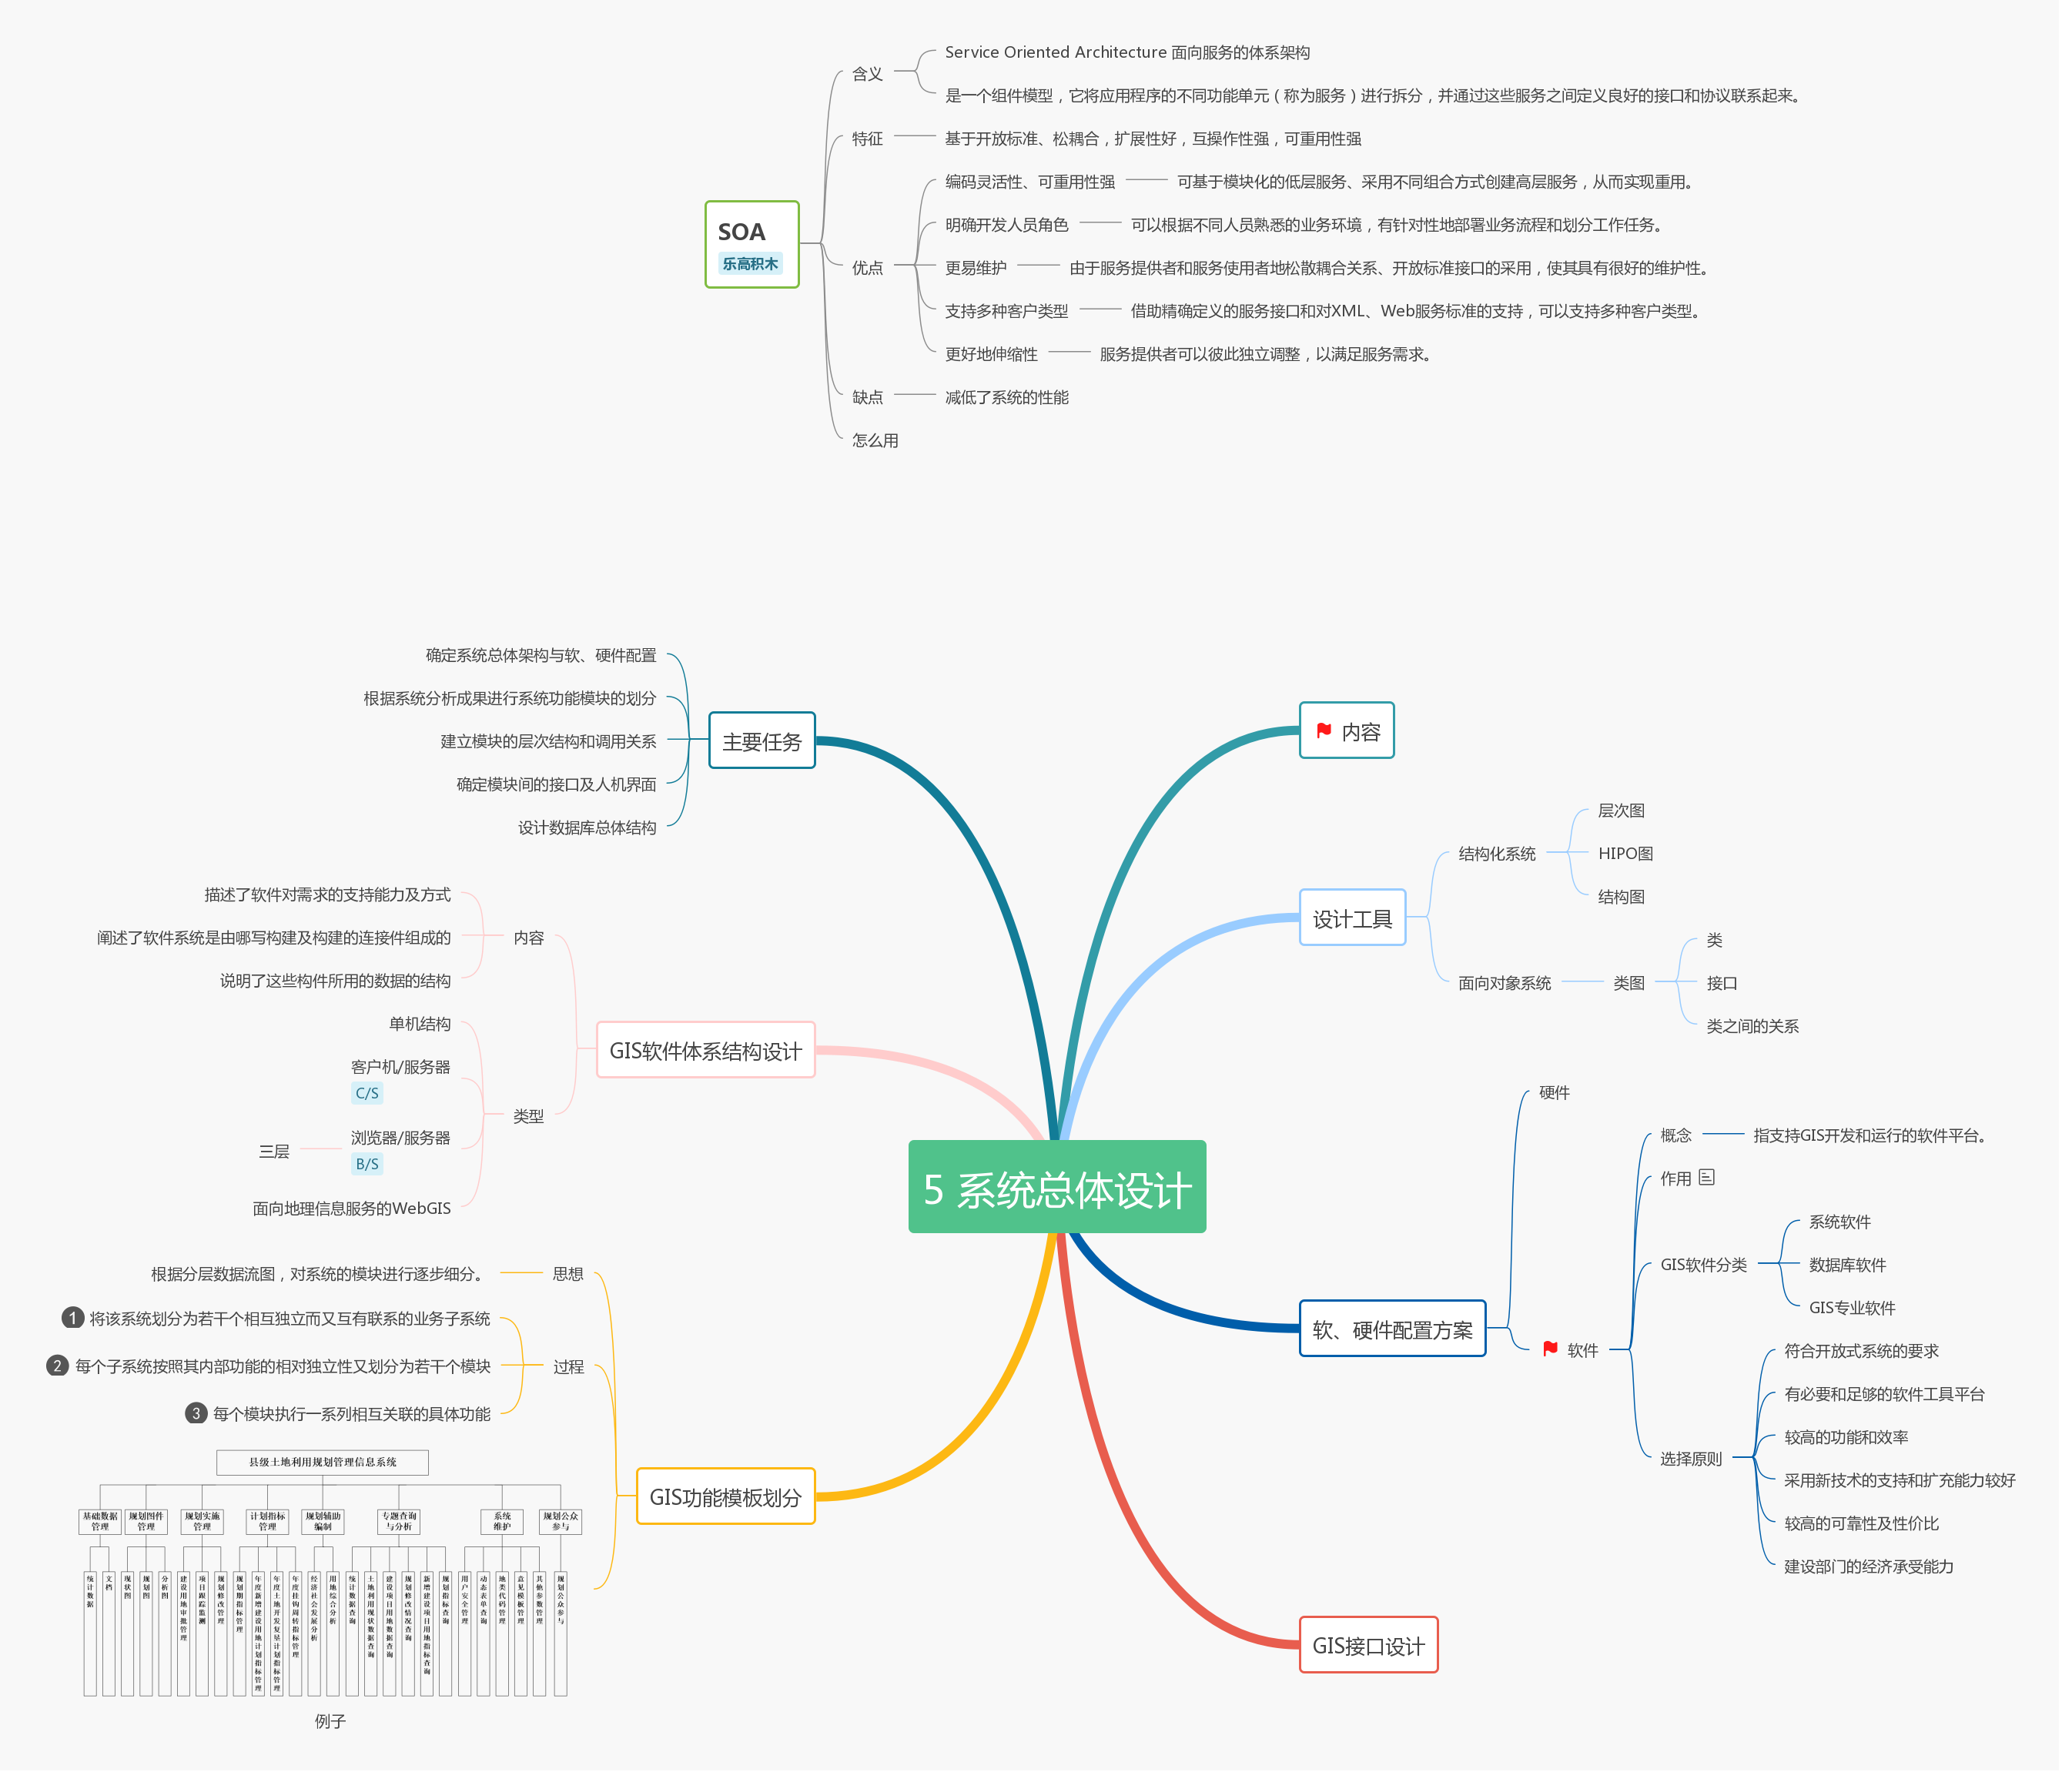 Service Oriented Architecture 面向服务的体系架构
含义
是一个组件模型，它将应用程序的不同功能单元（称为服务）进行拆分，并通过这些服务之间定义良好的接口和协议联系起来。
特征
基于开放标准、松耦合，扩展性好，互操作性强，可重用性强
SOA
乐高积木
优点
编码灵活性、可重用性强
可基于模块化的低层服务、采用不同组合方式创建高层服务，从而实现重用。
明确开发人员角色
可以根据不同人员熟悉的业务环境，有针对性地部署业务流程和划分工作任务。
更易维护
由于服务提供者和服务使用者地松散耦合关系、开放标准接口的采用，使其具有很好的维护性。
支持多种客户类型
借助精确定义的服务接口和对XML、Web服务标准的支持，可以支持多种客户类型。
更好地伸缩性
服务提供者可以彼此独立调整，以满足服务需求。
缺点
减低了系统的性能
怎么用
5 系统总体设计
主要任务
确定系统总体架构与软、硬件配置
根据系统分析成果进行系统功能模块的划分
建立模块的层次结构和调用关系
确定模块间的接口及人机界面
设计数据库总体结构
GIS软件体系结构设计
内容
描述了软件对需求的支持能力及方式
阐述了软件系统是由哪写构建及构建的连接件组成的
说明了这些构件所用的数据的结构
类型
单机结构
客户机/服务器
C/S
浏览器/服务器
B/S
三层
面向地理信息服务的WebGIS
GIS功能模板划分
思想
根据分层数据流图，对系统的模块进行逐步细分。
过程
1 将该系统划分为若干个相互独立而又互有联系的业务子系统
2 每个子系统按照其内部功能的相对独立性又划分为若干个模块
3 每个模块执行一系列相互关联的具体功能
县级土地利用规划管理信息系统
基础数据
管理
规划图件
管理
规划实施
管理
计划指标
管理
规划辅助
编制
专题查询
与分析
系统
维护
规划公众
参与
统计数据
文档
现状图
规划图
分析图
建设用地审批管理
项目跟踪监测
规划修改管理
规划期指标管理
年度新增建设用地计划指标管理
年度土地开发复垦计划指标管理
年度挂钩周转指标管理
经济社会发展分析
用地综合分析
统计数据查询
土地利用现状数据查询
建设项目用地数据查询
规划修改情况查询
新增建设项目用地指标查询
规划指标查询
用户安全管理
动态表单查询
地类代码管理
意见模板管理
其他参数管理
规划公众参与
例子
内容
设计工具
结构化系统
层次图
HIPO图
结构图
面向对象系统
类图
类
接口
类之间的关系
软、硬件配置方案
硬件
软件
概念
指支持GIS开发和运行的软件平台。
作用
GIS软件分类
系统软件
数据库软件
GIS专业软件
选择原则
符合开放式系统的要求
有必要和足够的软件工具平台
较高的功能和效率
采用新技术的支持和扩充能力较好
较高的可靠性及性价比
建设部门的经济承受能力
GIS接口设计